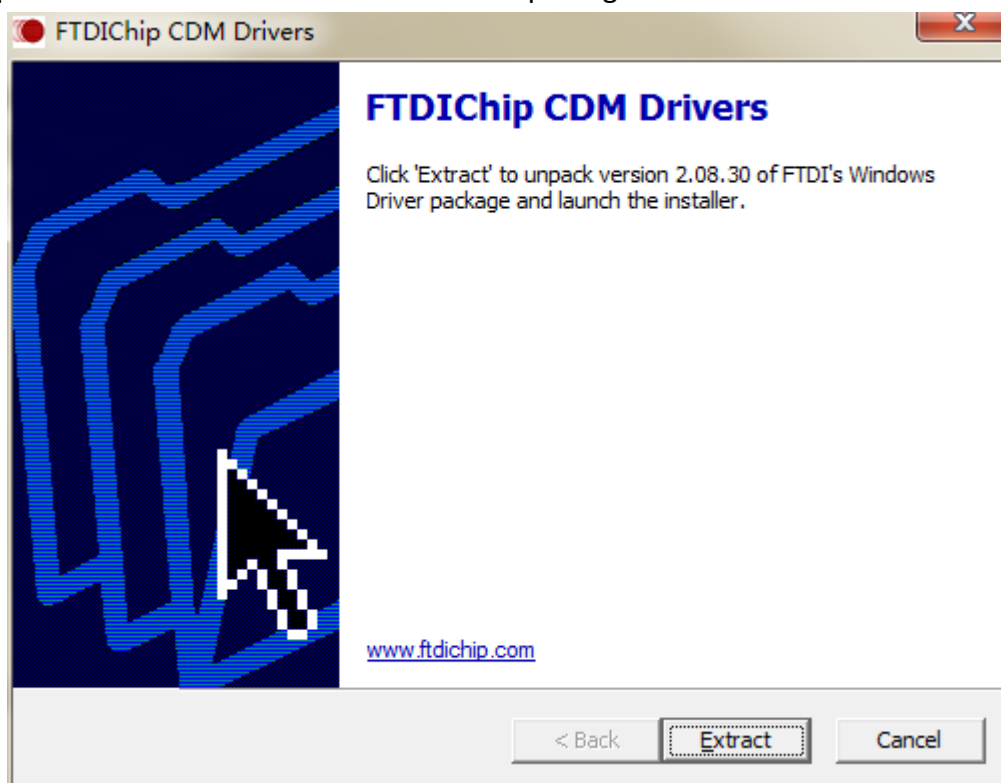 FTDIChip CDM Drivers
X
FTDIChip CDM Drivers
Click 'Extract' to unpack version 2.08.30 of FTDI's Windows
Driver package and launch the installer.
www.ftdichip.com
< Back Extract Cancel